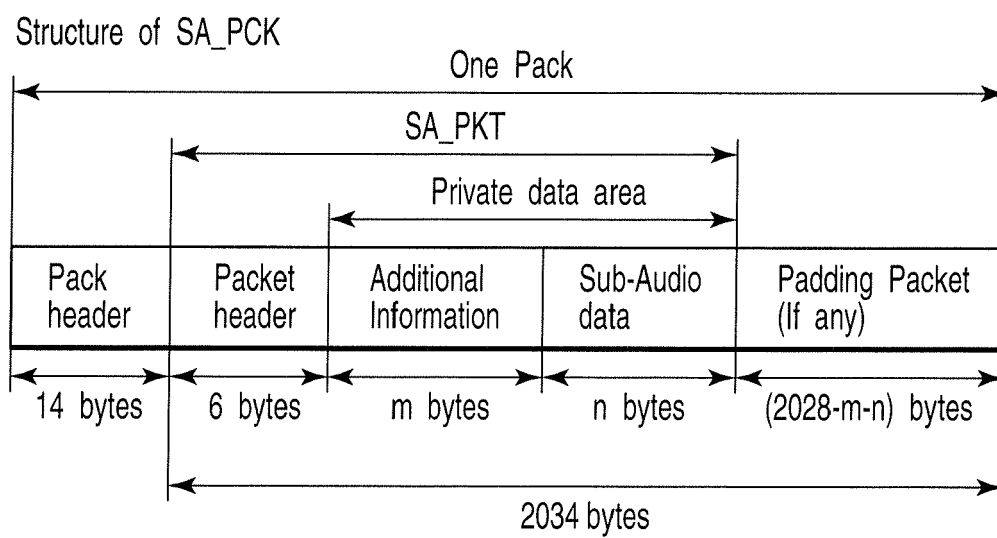 Structure of SA_PCK
One Pack
SA_PKT
Private data area
Pack
header
Packet
header
Additional
Information
Sub-Audio
data
Padding Packet
(If any)
14 bytes
6 bytes
m bytes
n bytes
(2028-m-n) bytes
2034 bytes